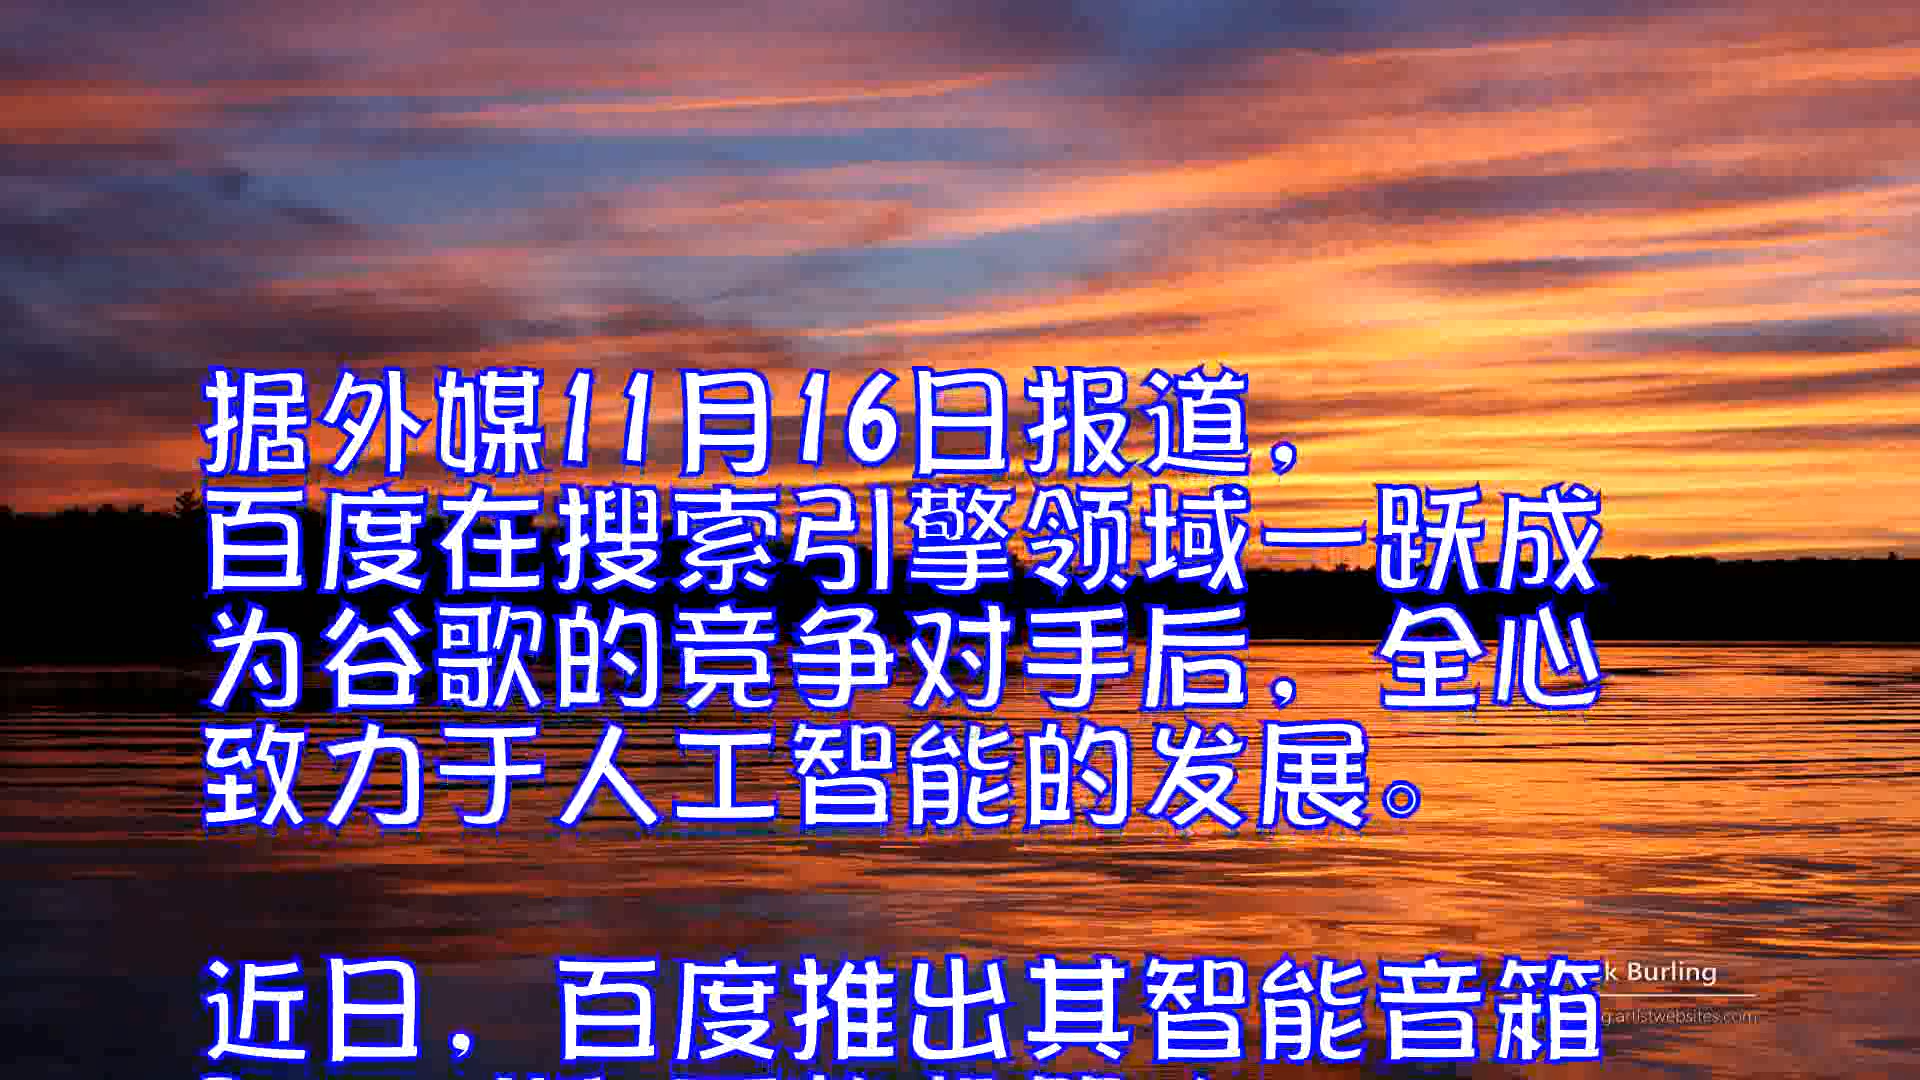 据外媒11月16日报道，
百度在搜索引擎领域一跃成
为谷歌的竞争对手后，全心
致力于人工智能的发展。
近日，百度推出其智能音箱
k Burling
g.artistwebsites.com